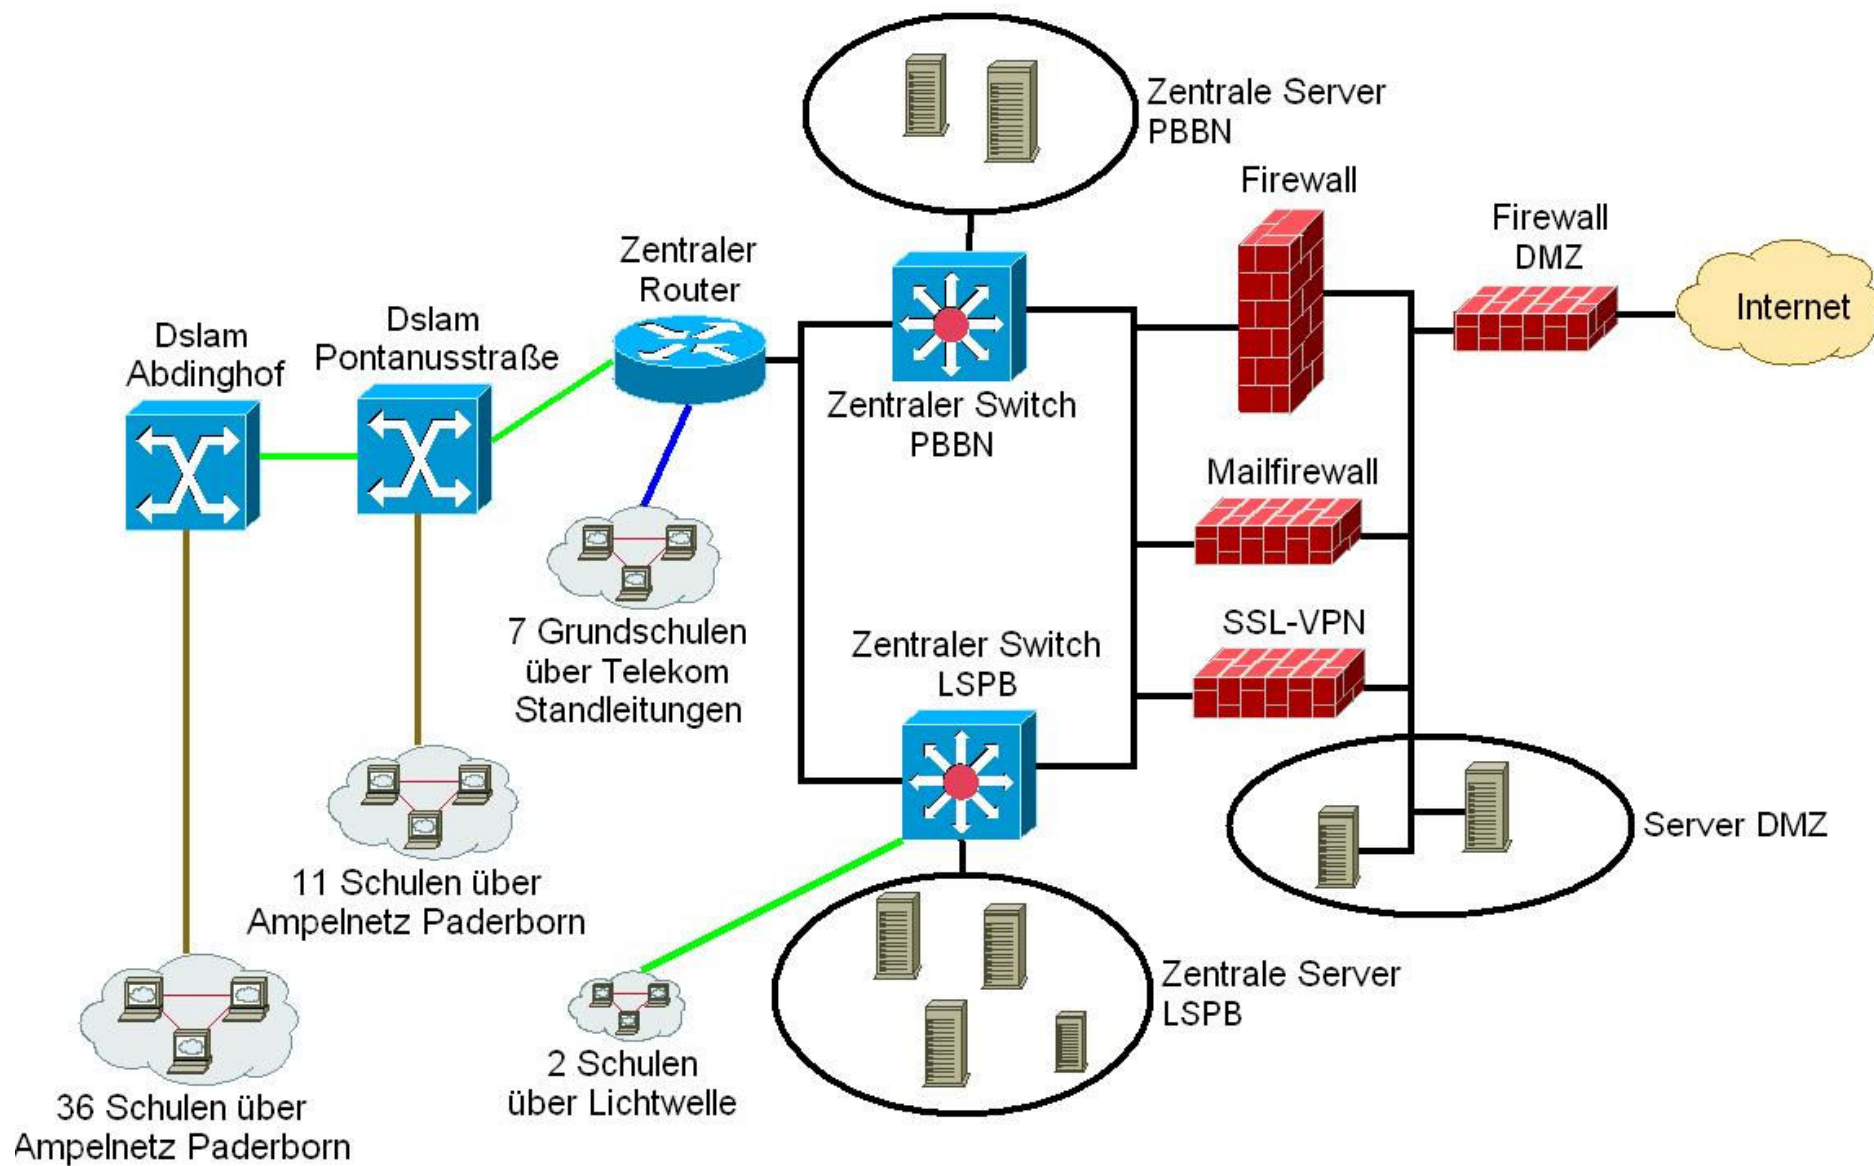 Zentrale Server
PBBN
Firewall
Firewall
DMZ
Internet
Zentraler
Router
Dslam
Pontanusstraße
Dslam
Abdinghof
Zentraler Switch
PBBN
Mailfirewall
SSL-VPN
7 Grundschulen
über Telekom
Standleitungen
Zentraler Switch
LSPB
Server DMZ
11 Schulen über
Ampelnetz Paderborn
Zentrale Server
LSPB
2 Schulen
über Lichtwelle
36 Schulen über
Ampelnetz Paderborn